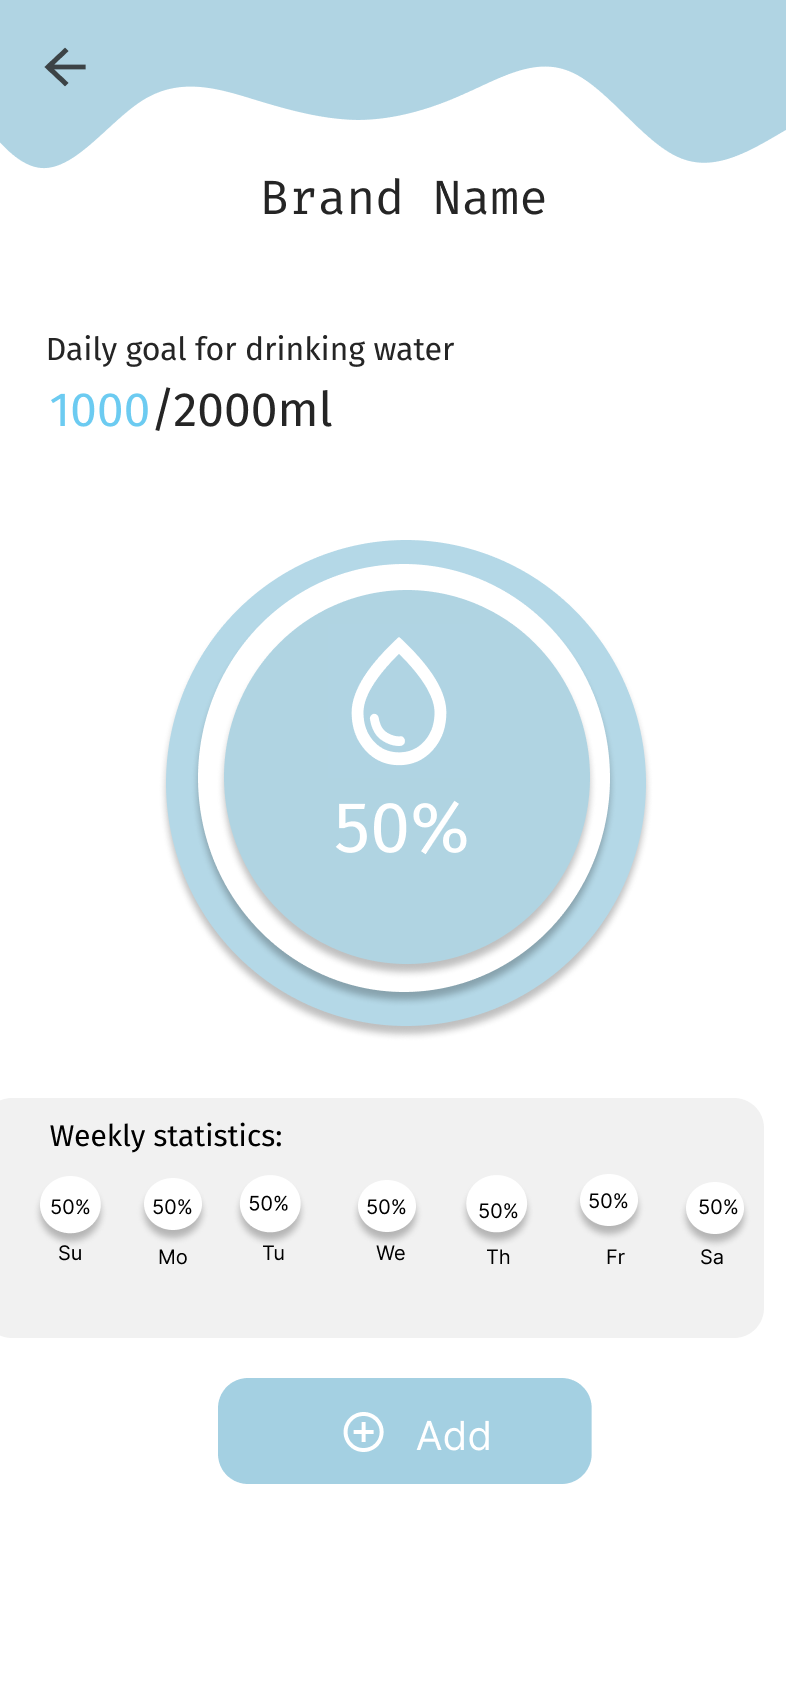 Brand Name
Daily goal for drinking water
1000/2000ml
50%
Weekly statistics:
50% 50% 50% 50% 50% 50% 50%
Su Mo Tu We Th Fr Sa
Add